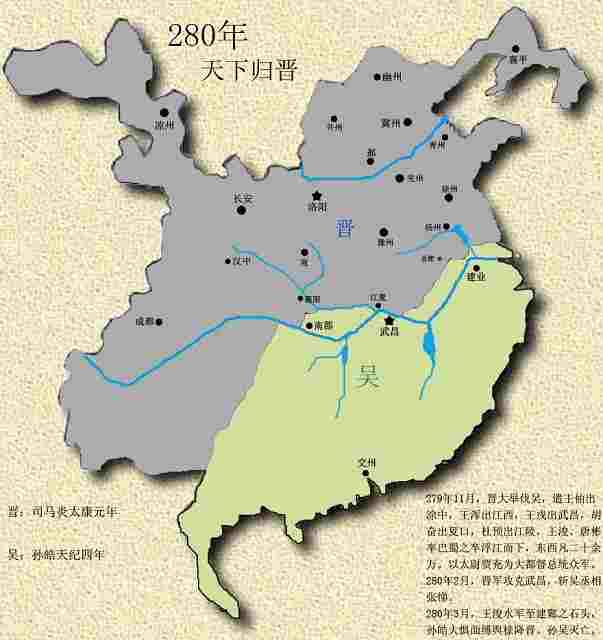 280年
天下归晋
襄平
幽州
凉州
并州
冀州
青州
邺
兖州
徐州
长安
洛阳
晋
豫州
扬州
汉中
宛
合肥
建业
襄阳
江夏
成都
南郡
武昌
吴
交州
晋：司马炎太康元年
吴：孙皓天纪四年
279年11月，晋大举伐吴，遣王伷出
涂中，王浑出江西，王戎出武昌，胡
奋出夏口，杜预出江陵，王浚、唐彬
率巴蜀之卒浮江而下，东西凡二十余
万。以太尉贾充为大都督总统众军。
280年2月，晋军攻克武昌，斩吴丞相
张悌。
280年3月，王浚水军至建鄴之石头，
孙皓大惧面缚舆榇降晋。孙吴灭亡。